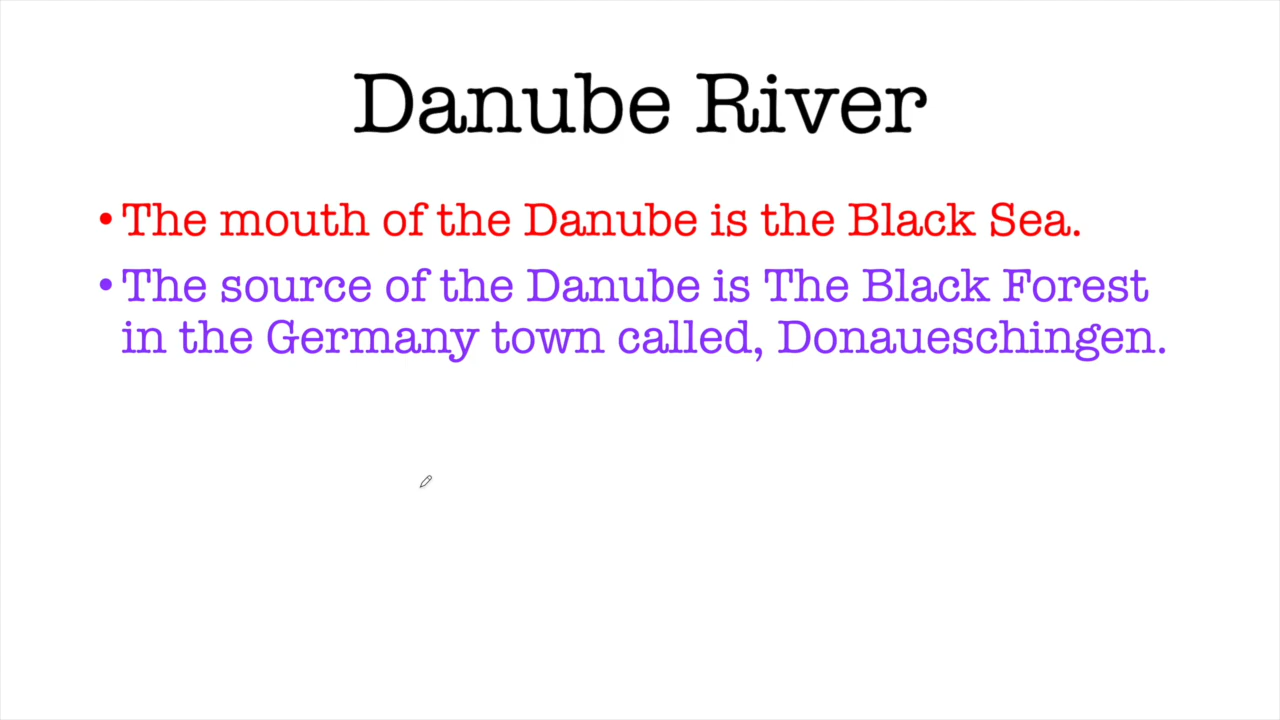 Danube River
• The mouth of the Danube is the Black Sea.
• The source of the Danube is The Black Forest
in the Germany town called, Donaueschingen.